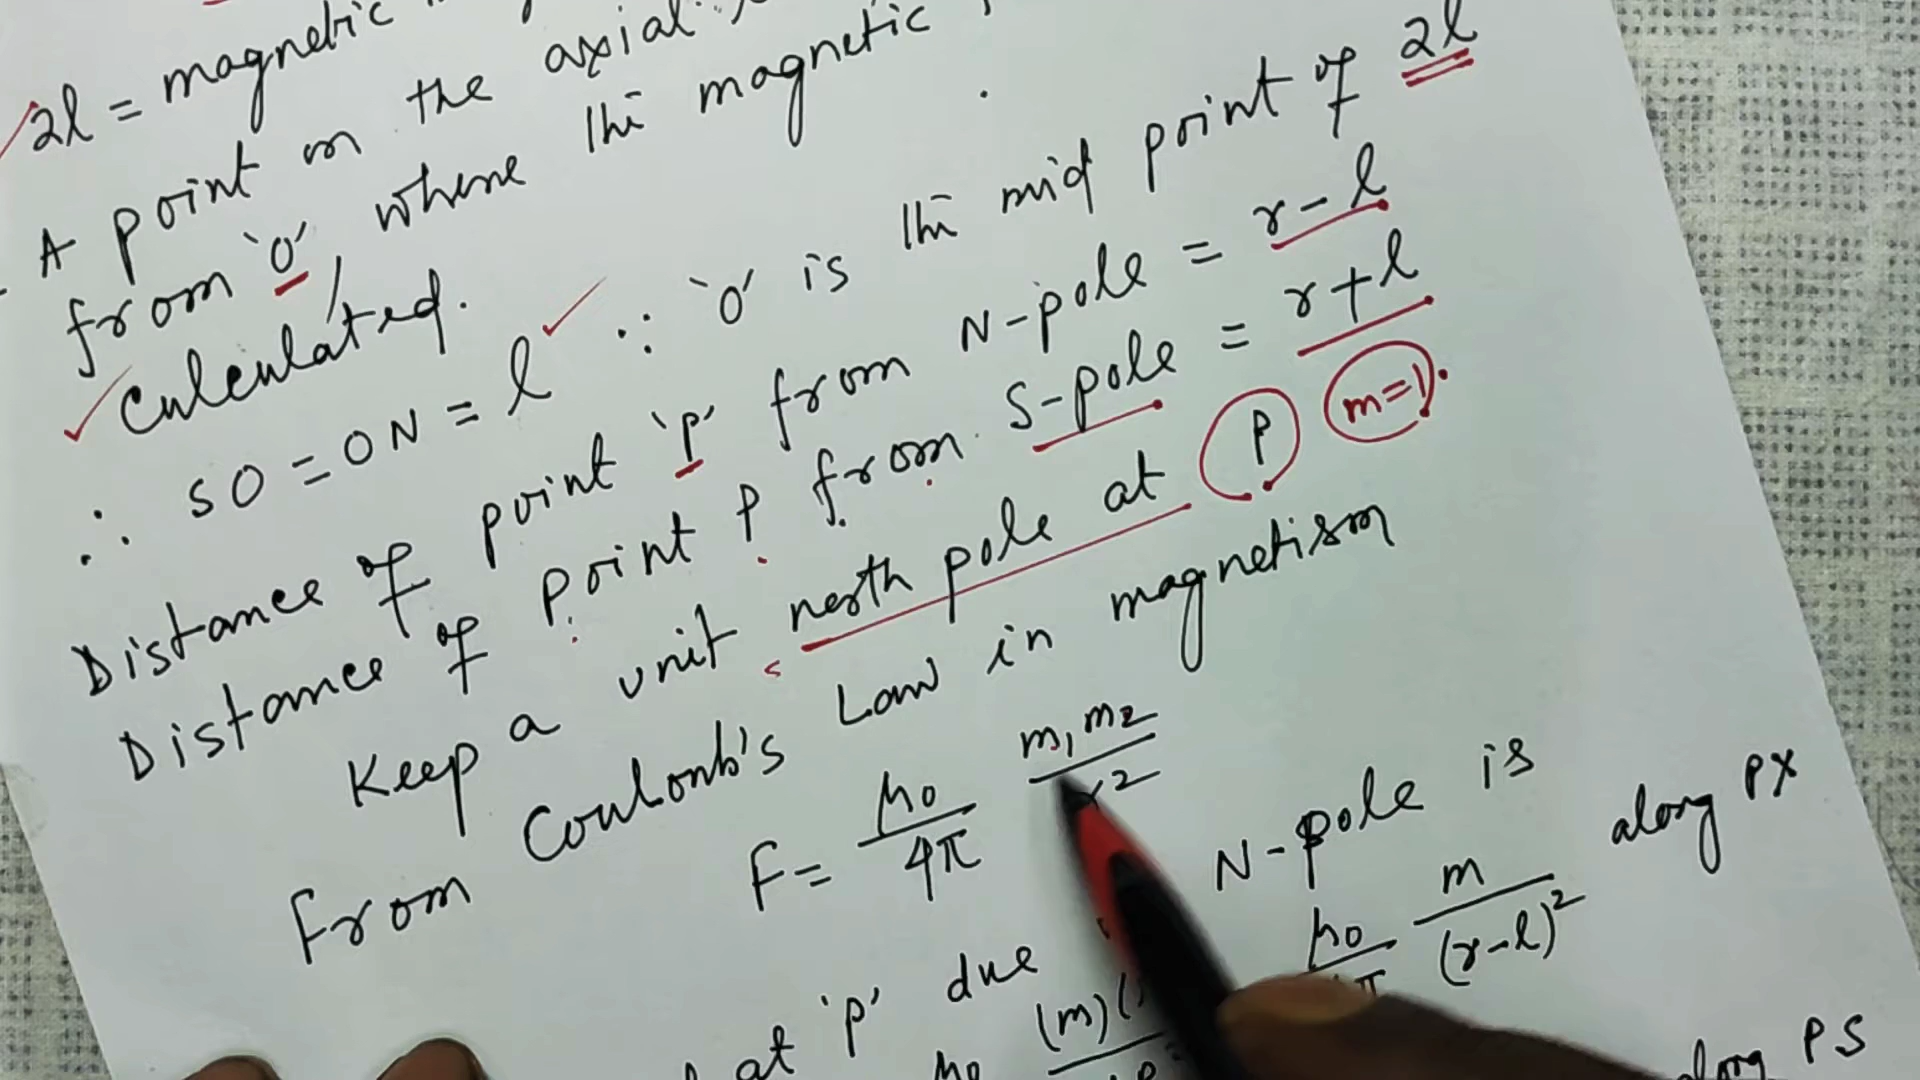 2l = magnetic
A point on the axial
from 'O' where the magnetic
Calculated.
∴ SO = ON = l ∵ 'O' is the mid point of 2l
Distance of point 'P' from N-pole = r - l
Distance of point P from S-pole = r + l
Keep a unit north pole at P m=1
From Coulomb's Law in magnetism
F = μ0/4π m1m2/r²
at 'P' due N-pole is
μ0 (m)( μ0/4π m/(r-l)² along PX
along PS